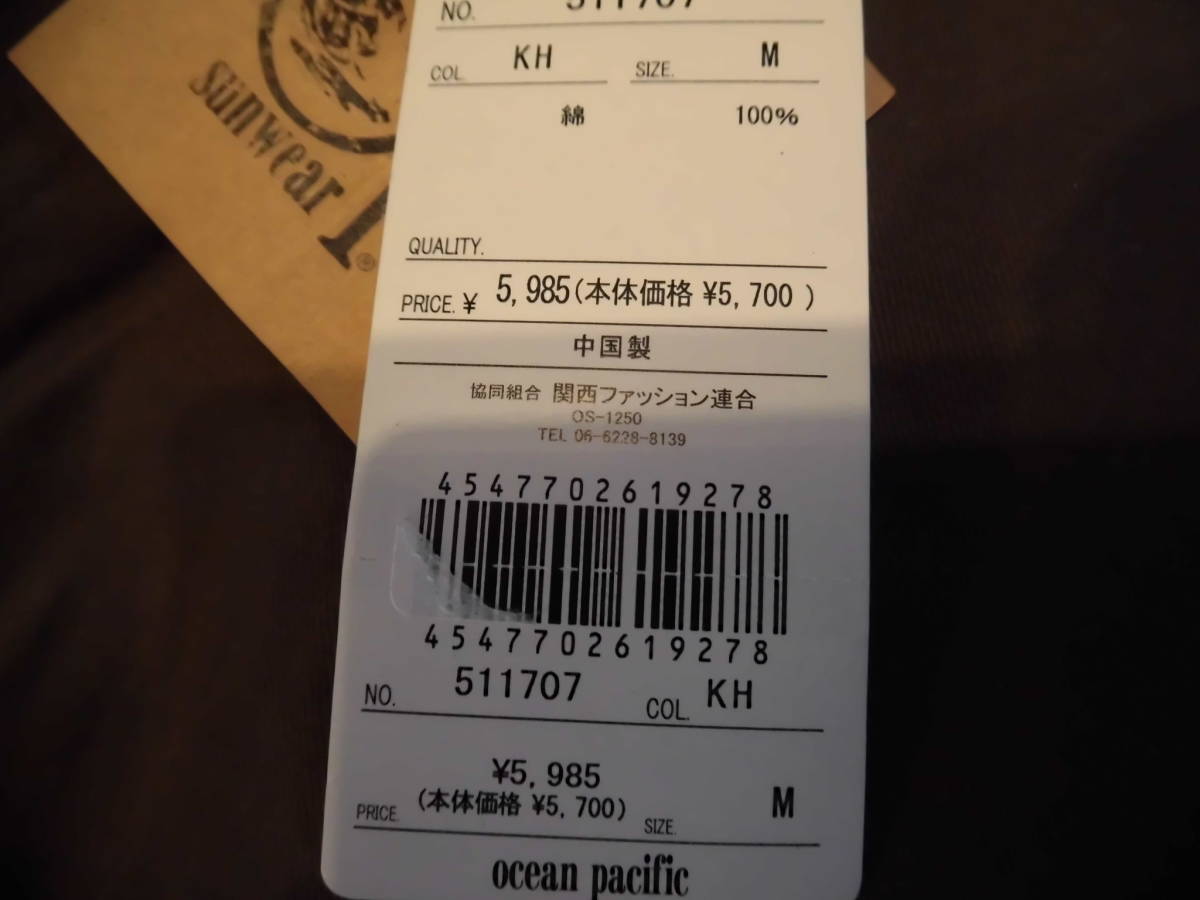 sunwear
NO. 511707
COL. KH SIZE. M
綿 100%
QUALITY.
PRICE. ¥ 5,985(本体価格 ¥5,700 )
中国製
協同組合 関西ファッション連合
OS-1250
TEL 06-6228-8139
4547702619278
4547702619278
NO. 511707 COL. KH
¥5,985
PRICE. (本体価格 ¥5,700) SIZE. M
ocean pacific